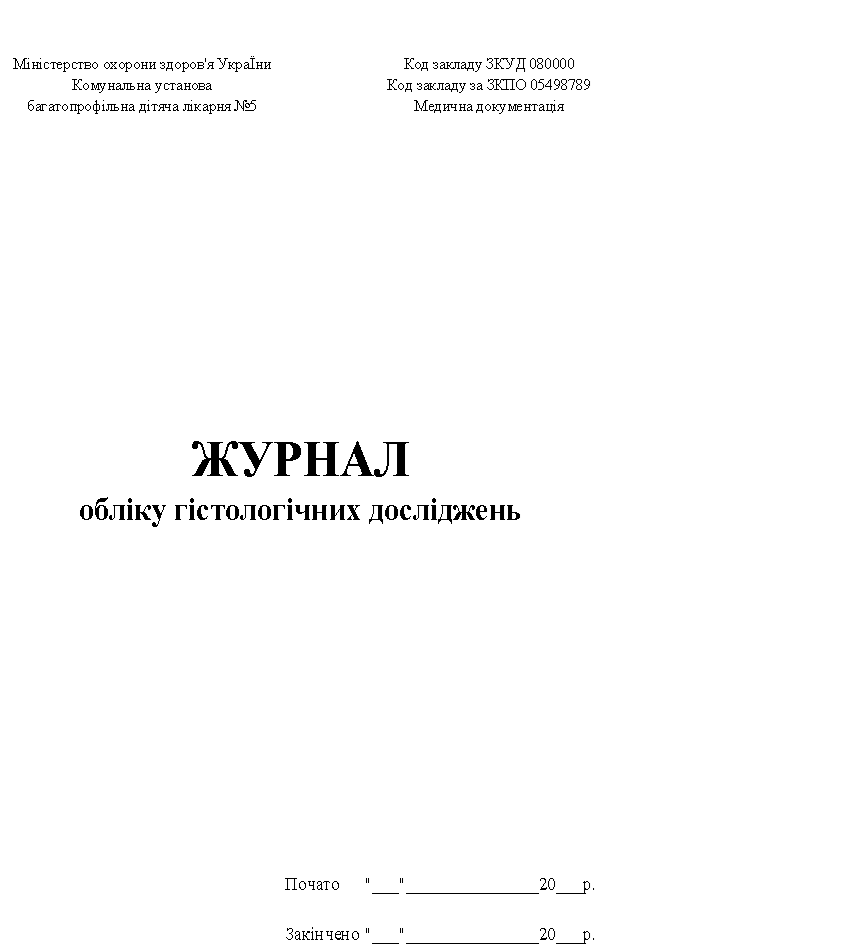 Міністерство охорони здоров'я УкраЇни
Комунальна установа
багатопрофільна дітяча лікарня №5
Код закладу ЗКУД 080000
Код закладу за ЗКПО 05498789
Медична документація
ЖУРНАЛ
обліку гістологічних досліджень
Почато "___"_______________20___р.
Закінчено "___"_______________20___р.